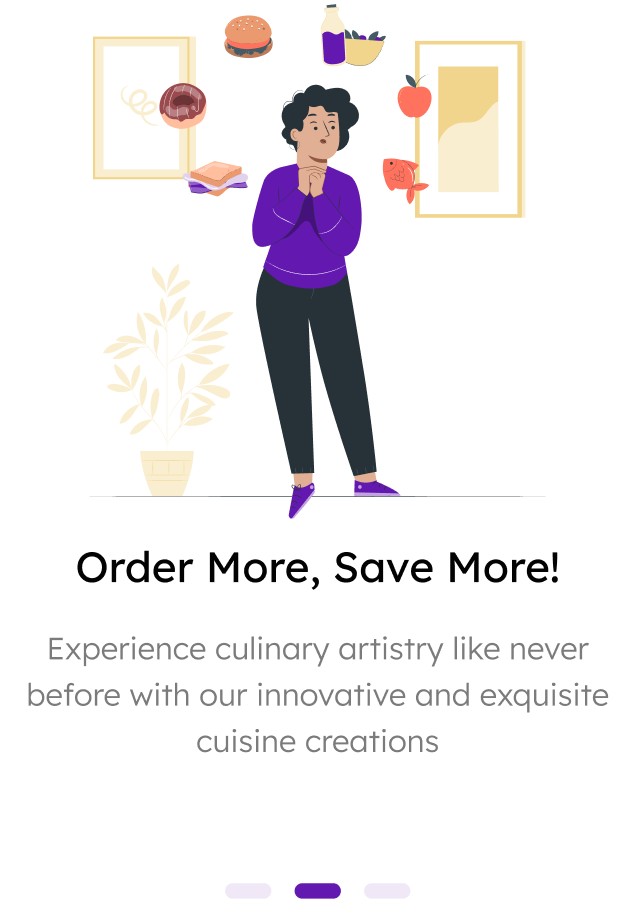 Order More, Save More!
Experience culinary artistry like never
before with our innovative and exquisite
cuisine creations